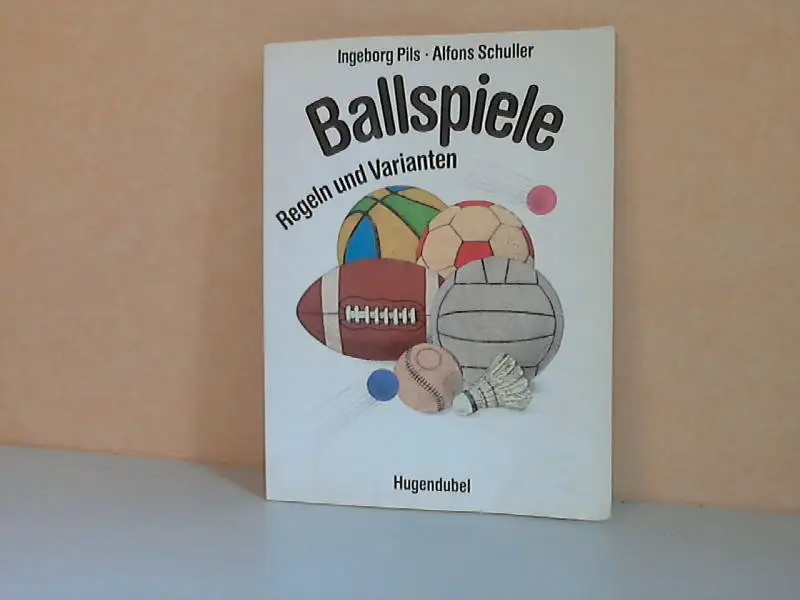 Ingeborg Pils · Alfons Schuller
Ballspiele
Regeln und Varianten
Hugendubel